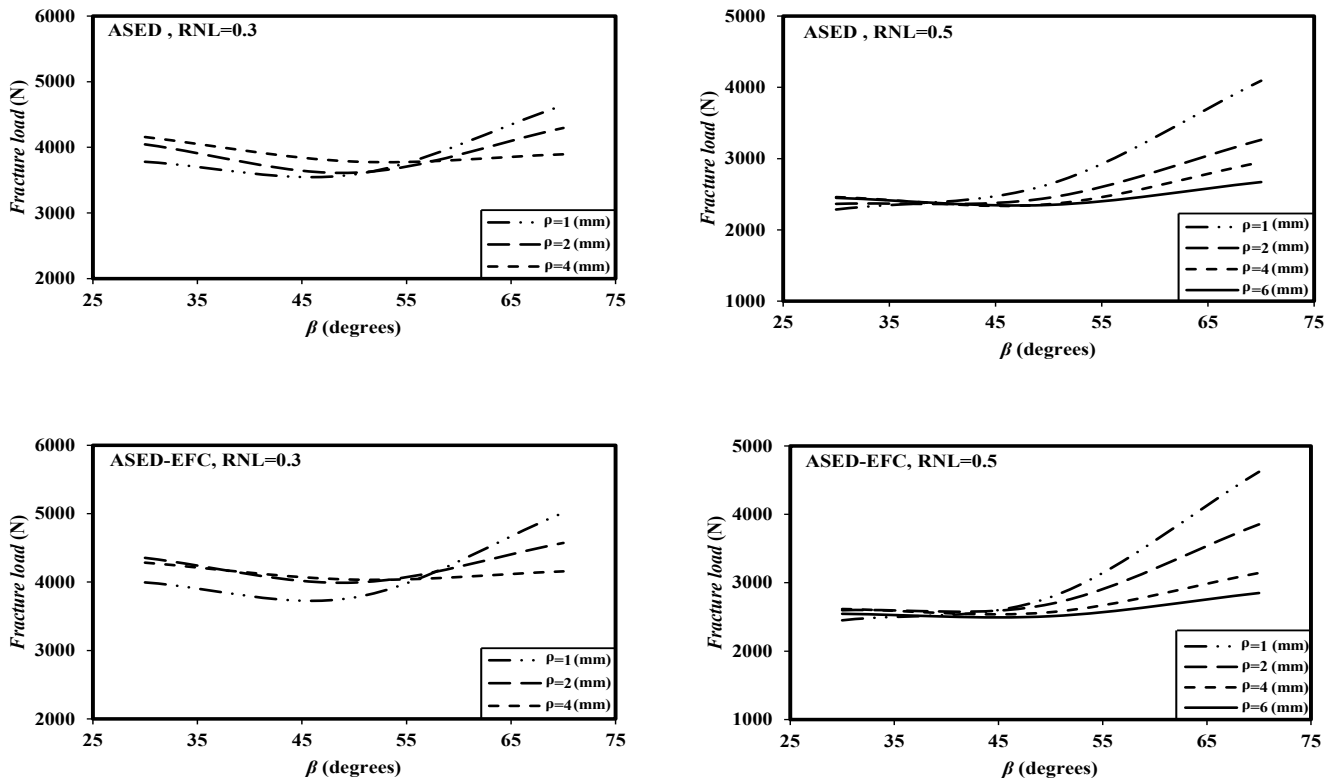 ASED , RNL=0.3
6000
5000
4000
3000
2000
Fracture load (N)
25 35 45 55 65 75
β (degrees)
ρ=1 (mm)
ρ=2 (mm)
ρ=4 (mm)
ASED , RNL=0.5
5000
4000
3000
2000
1000
Fracture load (N)
25 35 45 55 65 75
β (degrees)
ρ=1 (mm)
ρ=2 (mm)
ρ=4 (mm)
ρ=6 (mm)
ASED-EFC, RNL=0.3
6000
5000
4000
3000
2000
Fracture load (N)
25 35 45 55 65 75
β (degrees)
ρ=1 (mm)
ρ=2 (mm)
ρ=4 (mm)
ASED-EFC, RNL=0.5
5000
4000
3000
2000
1000
Fracture load (N)
25 35 45 55 65 75
β (degrees)
ρ=1 (mm)
ρ=2 (mm)
ρ=4 (mm)
ρ=6 (mm)